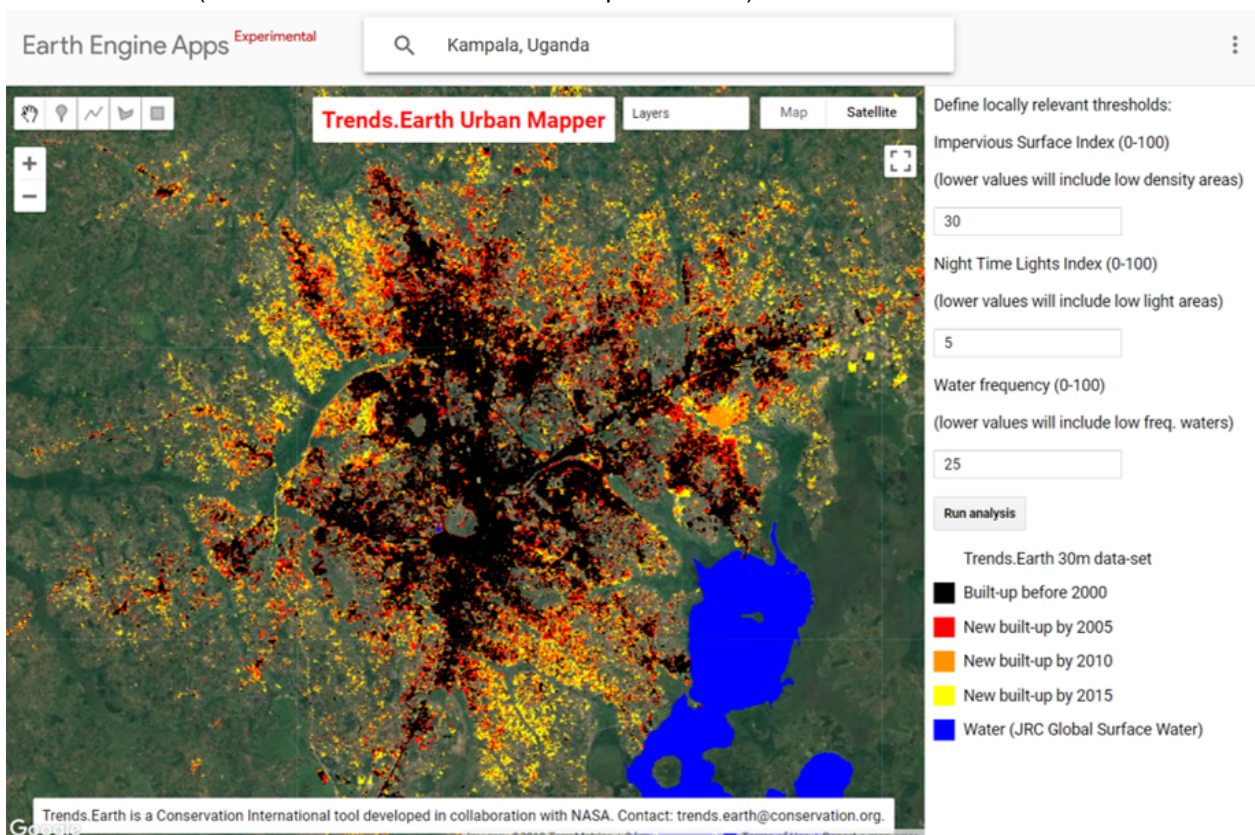 Earth Engine Apps Experimental
Kampala, Uganda
Trends.Earth Urban Mapper
Layers
Map
Satellite
+
−
Define locally relevant thresholds:
Impervious Surface Index (0-100)
(lower values will include low density areas)
30
Night Time Lights Index (0-100)
(lower values will include low light areas)
5
Water frequency (0-100)
(lower values will include low freq. waters)
25
Run analysis
Trends.Earth 30m data-set
Built-up before 2000
New built-up by 2005
New built-up by 2010
New built-up by 2015
Water (JRC Global Surface Water)
Trends.Earth is a Conservation International tool developed in collaboration with NASA. Contact: trends.earth@conservation.org.
Google